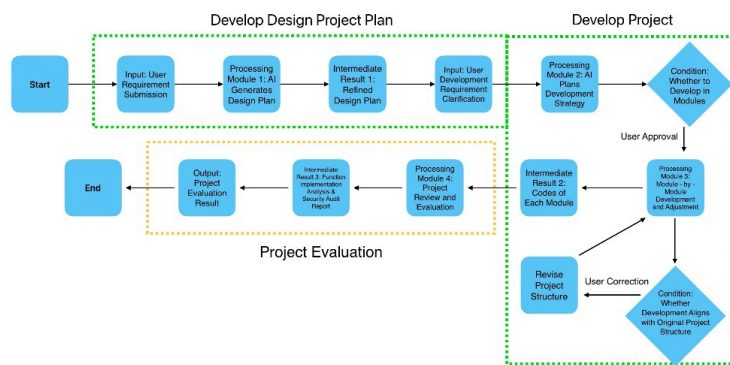 Develop Design Project Plan
Develop Project
Start
Input: User
Requirement
Submission
Processing
Module 1: AI
Generates
Design Plan
Intermediate
Result 1:
Refined
Design Plan
Input: User
Development
Requirement
Clarification
Processing
Module 2: AI
Plans
Development
Strategy
Condition:
Whether to
Develop in
Modules
User Approval
End
Output:
Project
Evaluation
Result
Intermediate
Result 3: Function
Implementation
Analysis &
Security Audit
Report
Processing
Module 4:
Project
Review and
Evaluation
Intermediate
Result 2:
Codes of
Each Module
Processing
Module 3:
Module - by -
Module
Development
and Adjustment
Project Evaluation
Revise
Project
Structure
User Correction
Condition:
Whether
Development Aligns
with Original Project
Structure